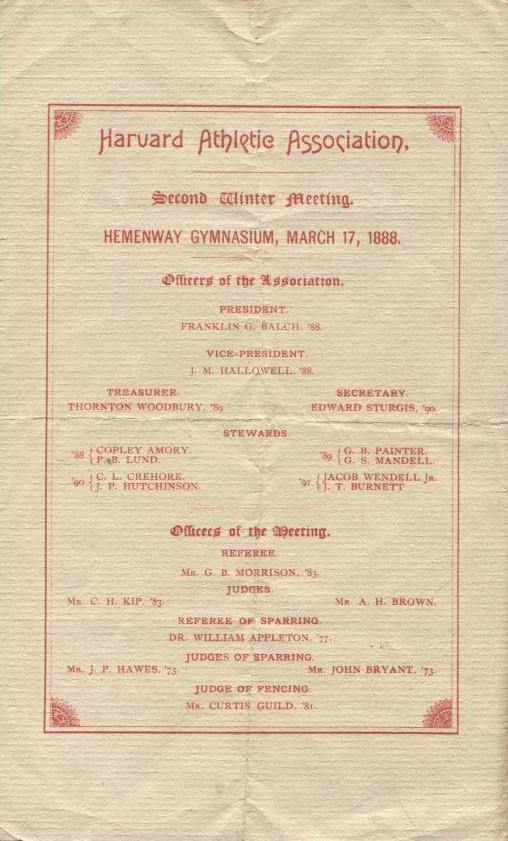 Harvard Athletic Association.
Second Winter Meeting.
HEMENWAY GYMNASIUM, MARCH 17, 1888.
Officers of the Association.
PRESIDENT.
FRANKLIN G. BALCH, '88.
VICE-PRESIDENT.
J. M. HALLOWELL, '88.
TREASURER. SECRETARY.
THORNTON WOODBURY, '89 EDWARD STURGIS, '90.
STEWARDS.
'88 { COPLEY AMORY. '89 { G. B. PAINTER.
F. B. LUND. G. S. MANDELL.
'90 { C. L. CREHORE. '91 { JACOB WENDELL Jr.
J. P. HUTCHINSON. J. T. BURNETT
Officers of the Meeting.
REFEREE.
Mr. G. B. MORRISON, '83.
JUDGES.
Mr. C. H. KIP, '83. Mr. A. H. BROWN.
REFEREE OF SPARRING.
DR. WILLIAM APPLETON, '77.
JUDGES OF SPARRING.
Mr. J. P. HAWES, '73. Mr. JOHN BRYANT, '73.
JUDGE OF FENCING.
Mr. CURTIS GUILD, '81.